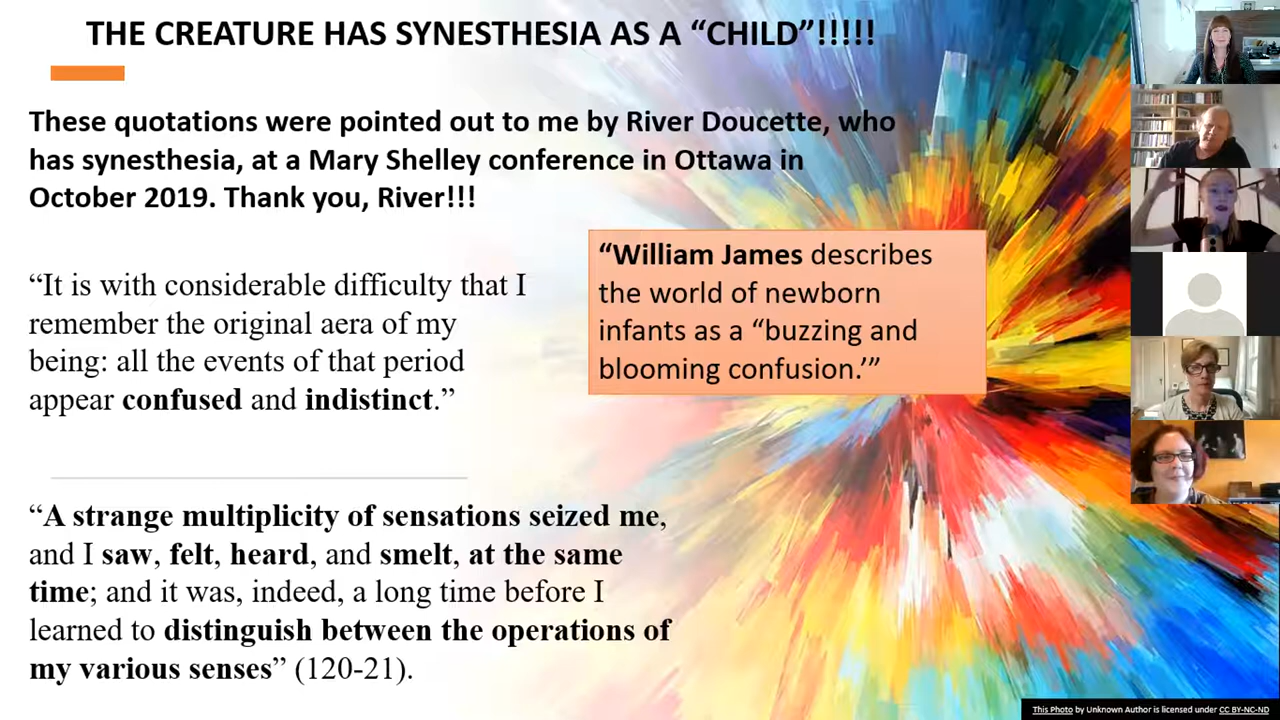 THE CREATURE HAS SYNESTHESIA AS A “CHILD”!!!!!
These quotations were pointed out to me by River Doucette, who
has synesthesia, at a Mary Shelley conference in Ottawa in
October 2019. Thank you, River!!!
“It is with considerable difficulty that I
remember the original aera of my
being: all the events of that period
appear confused and indistinct.”
“William James describes
the world of newborn
infants as a “buzzing and
blooming confusion.’”
“A strange multiplicity of sensations seized me,
and I saw, felt, heard, and smelt, at the same
time; and it was, indeed, a long time before I
learned to distinguish between the operations of
my various senses” (120-21).
This Photo by Unknown Author is licensed under CC BY-NC-ND